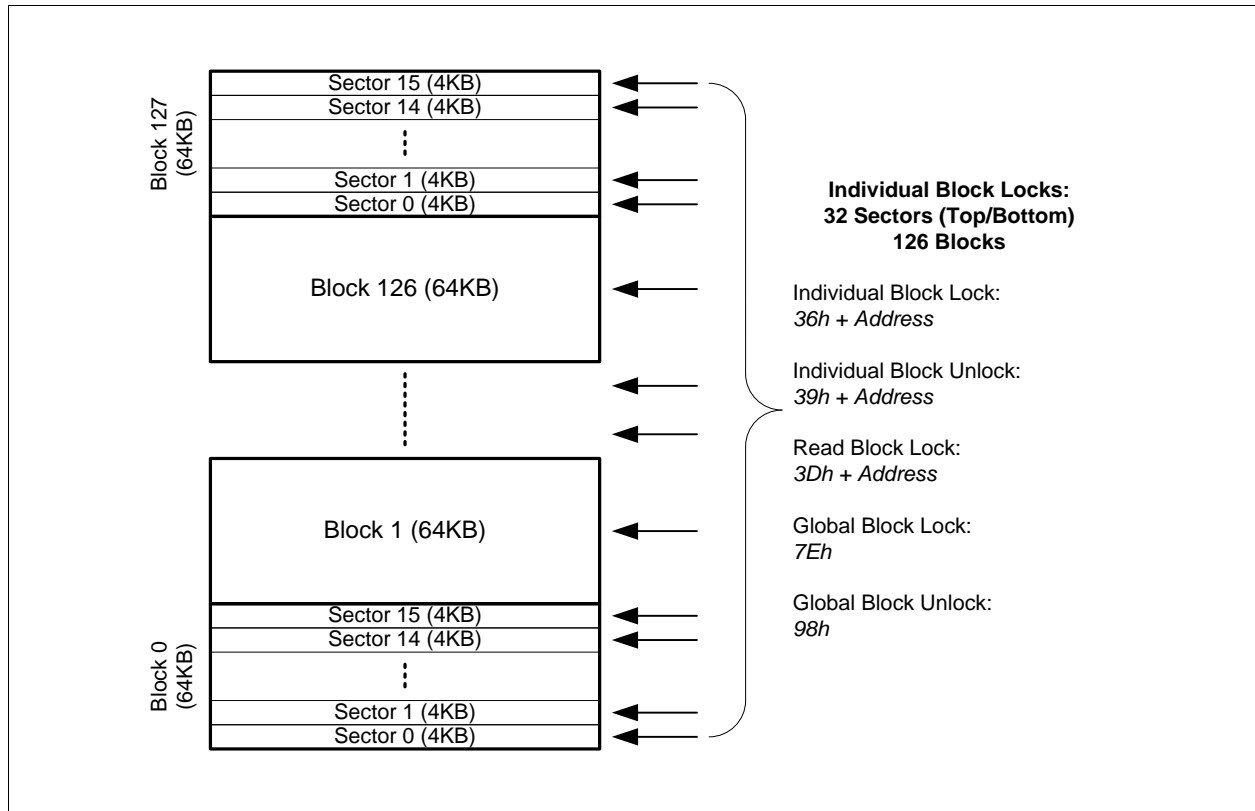 Block 127
(64KB)
Sector 15 (4KB)
Sector 14 (4KB)
Sector 1 (4KB)
Sector 0 (4KB)
Block 126 (64KB)
Block 1 (64KB)
Block 0
(64KB)
Sector 15 (4KB)
Sector 14 (4KB)
Sector 1 (4KB)
Sector 0 (4KB)
Individual Block Locks:
32 Sectors (Top/Bottom)
126 Blocks
Individual Block Lock:
36h + Address
Individual Block Unlock:
39h + Address
Read Block Lock:
3Dh + Address
Global Block Lock:
7Eh
Global Block Unlock:
98h